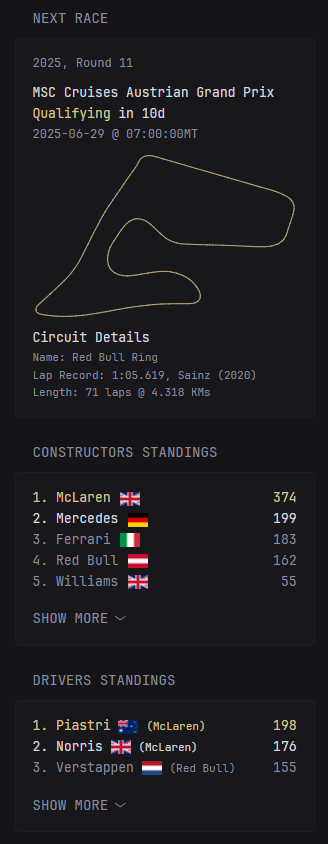 NEXT RACE
2025, Round 11
MSC Cruises Austrian Grand Prix
Qualifying in 10d
2025-06-29 @ 07:00:00MT
Circuit Details
Name: Red Bull Ring
Lap Record: 1:05.619, Sainz (2020)
Length: 71 laps @ 4.318 KMs
CONSTRUCTORS STANDINGS
1. McLaren 374
2. Mercedes 199
3. Ferrari 183
4. Red Bull 162
5. Williams 55
SHOW MORE
DRIVERS STANDINGS
1. Piastri (McLaren) 198
2. Norris (McLaren) 176
3. Verstappen (Red Bull) 155
SHOW MORE